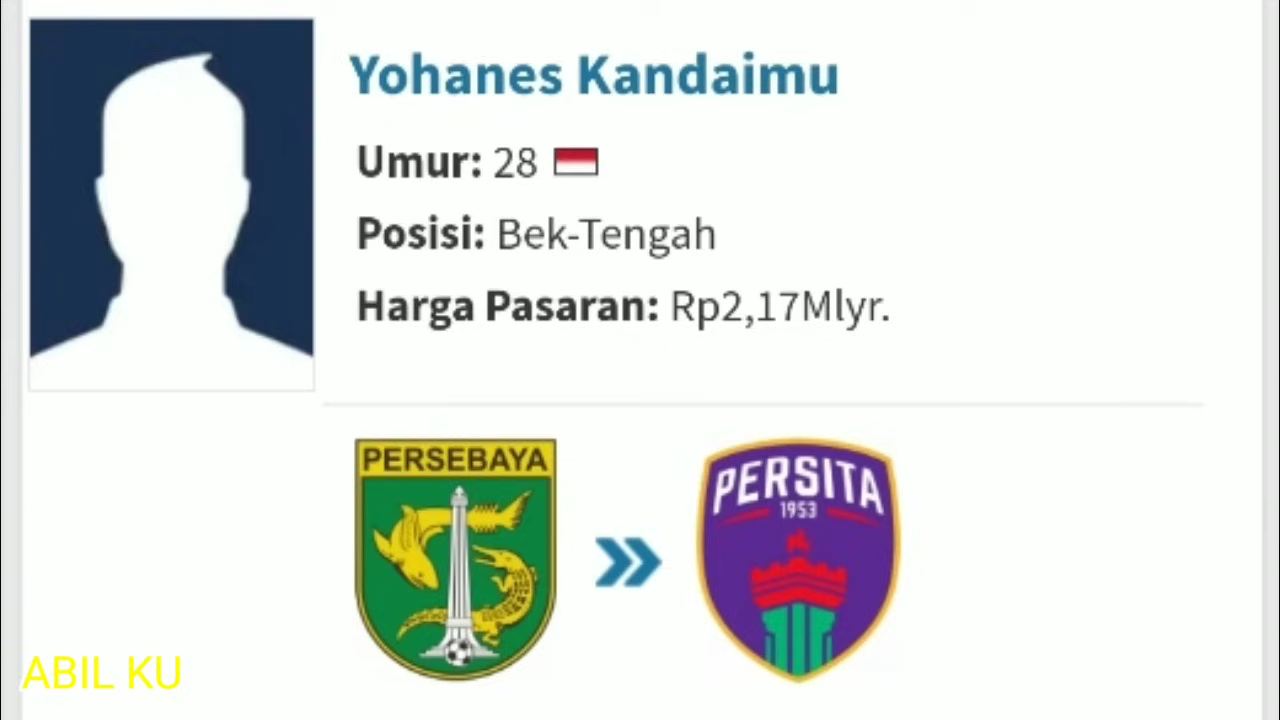 Yohanes Kandaimu
Umur: 28
Posisi: Bek-Tengah
Harga Pasaran: Rp2,17Mlyr.
PERSEBAYA
PERSITA
1953
ABIL KU